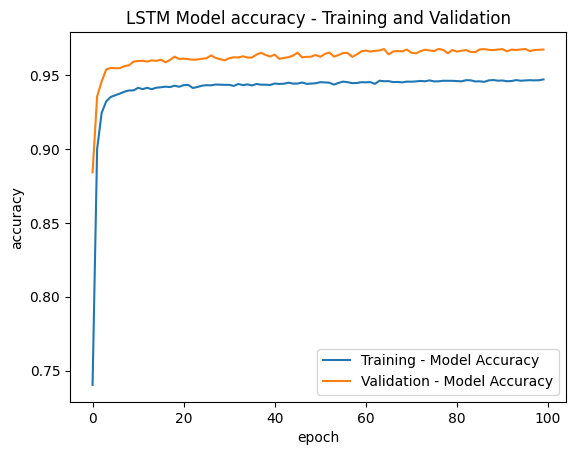 LSTM Model accuracy - Training and Validation
accuracy
0.95
0.90
0.85
0.80
0.75
0
20
40
60
80
100
epoch
Training - Model Accuracy
Validation - Model Accuracy